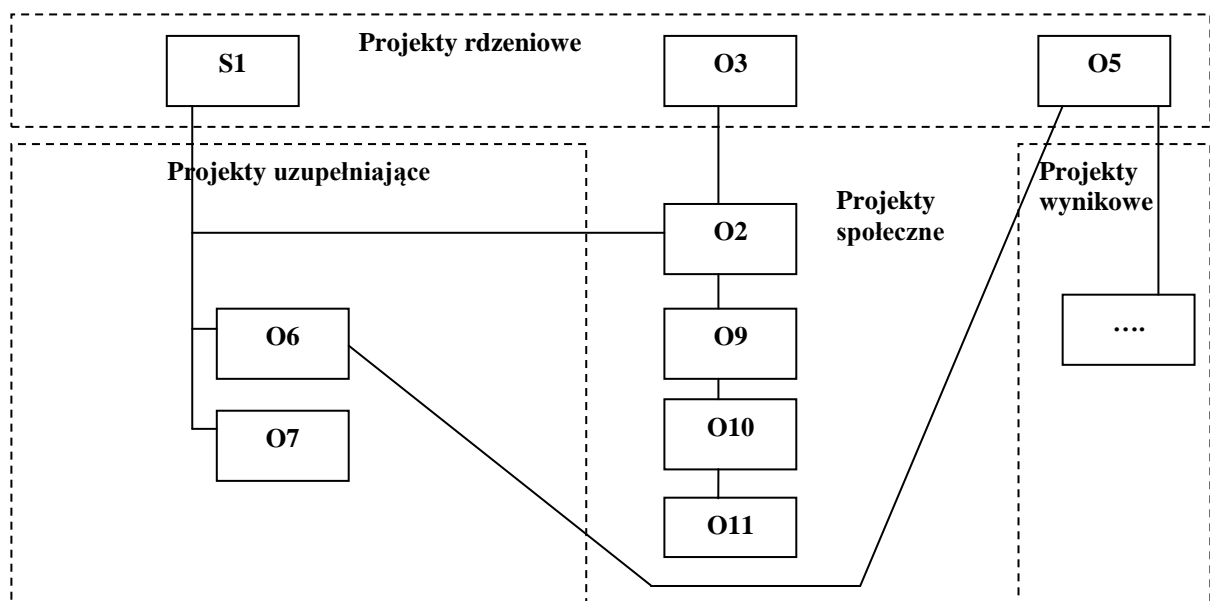 Projekty rdzeniowe
S1
O3
O5
Projekty uzupełniające
Projekty
wynikowe
Projekty
społeczne
O2
O6
O9
....
O7
O10
O11